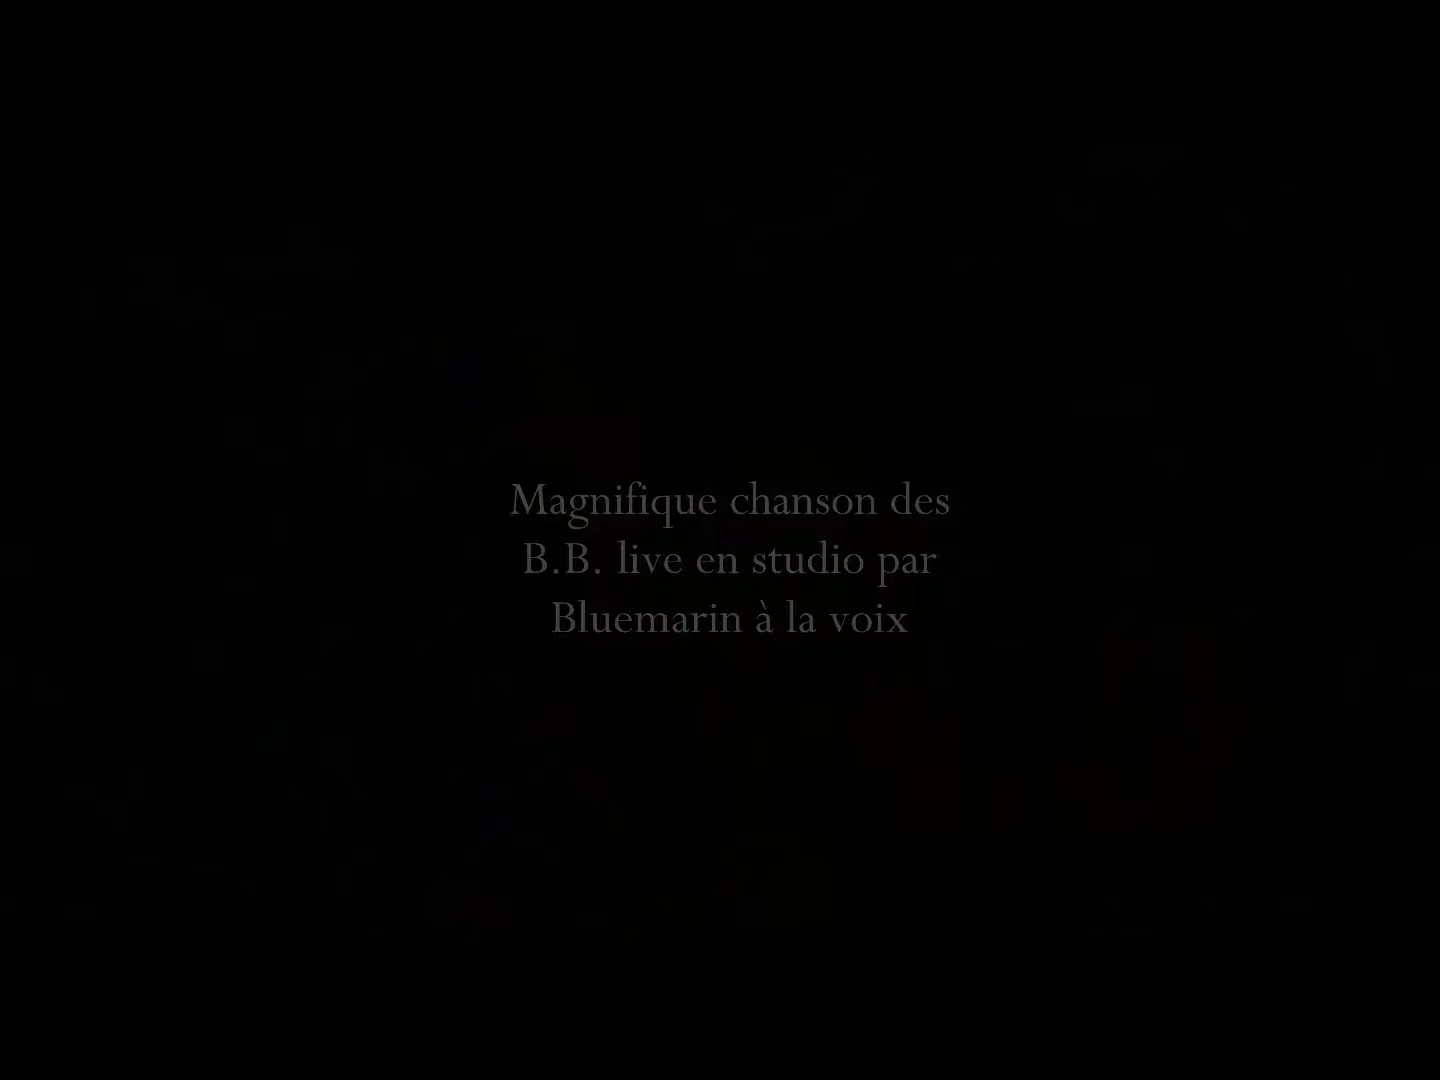 Magnifique chanson des
B.B. live en studio par
Bluemarin à la voix